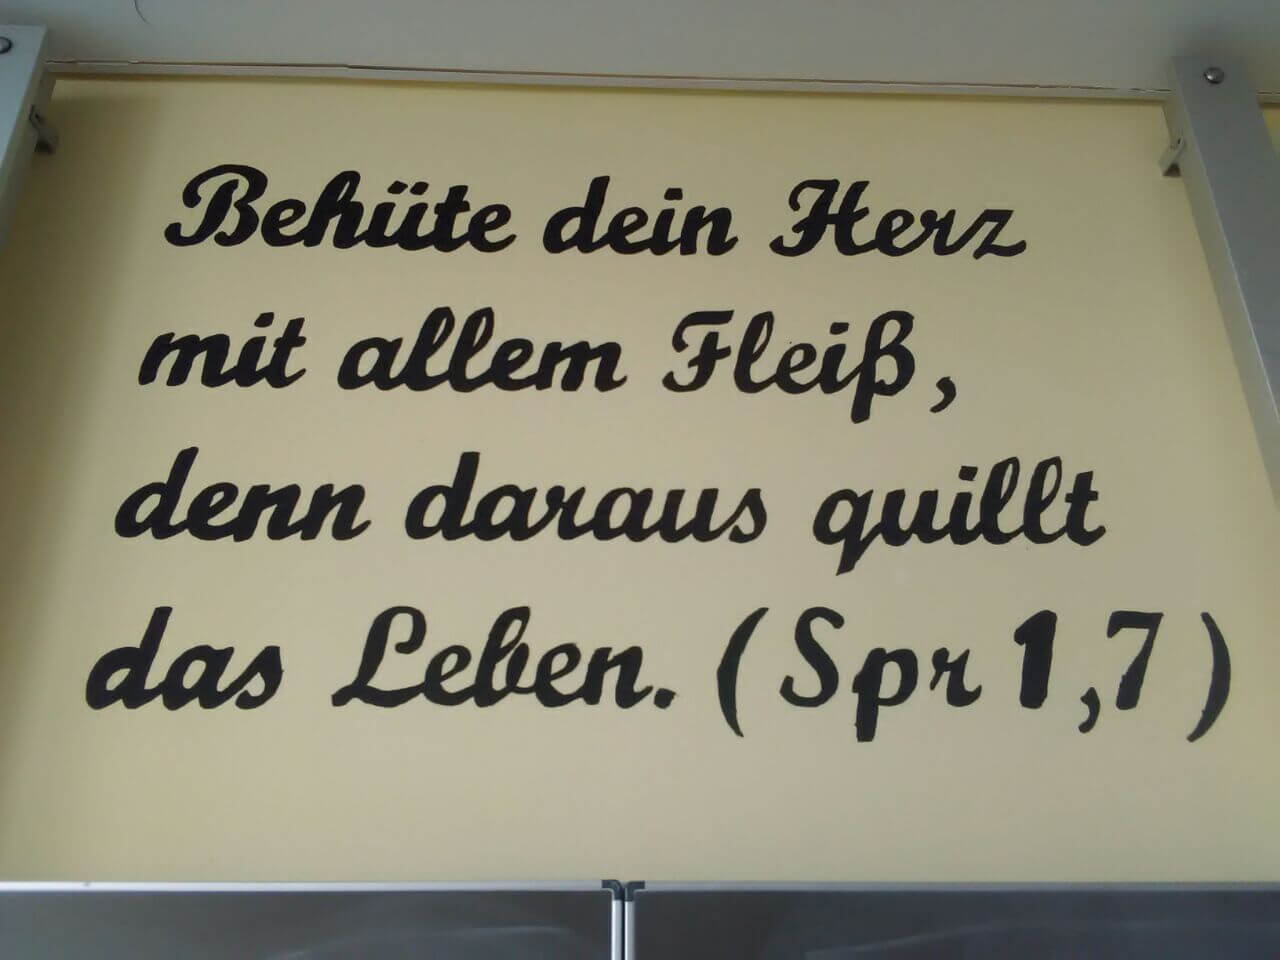 Behüte dein Herz
mit allem Fleiß,
denn daraus quillt
das Leben. (Spr 1,7)